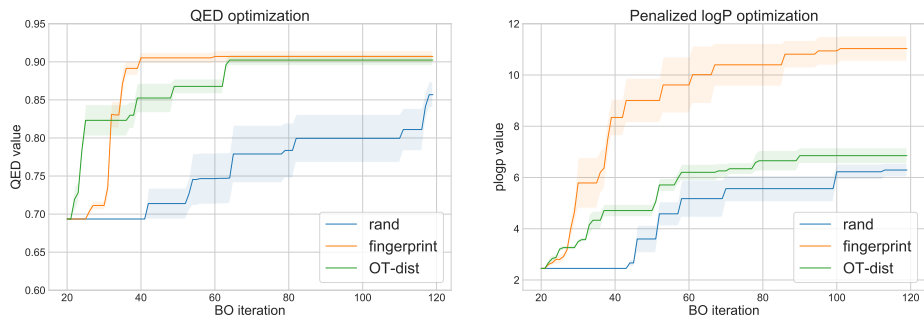 QED optimization
0.95
0.90
0.85
0.80
0.75
0.70
0.65
0.60
QED value
20
40
60
80
100
120
BO iteration
rand
fingerprint
OT-dist
Penalized logP optimization
12
10
8
6
4
2
plogp value
20
40
60
80
100
120
BO iteration
rand
fingerprint
OT-dist